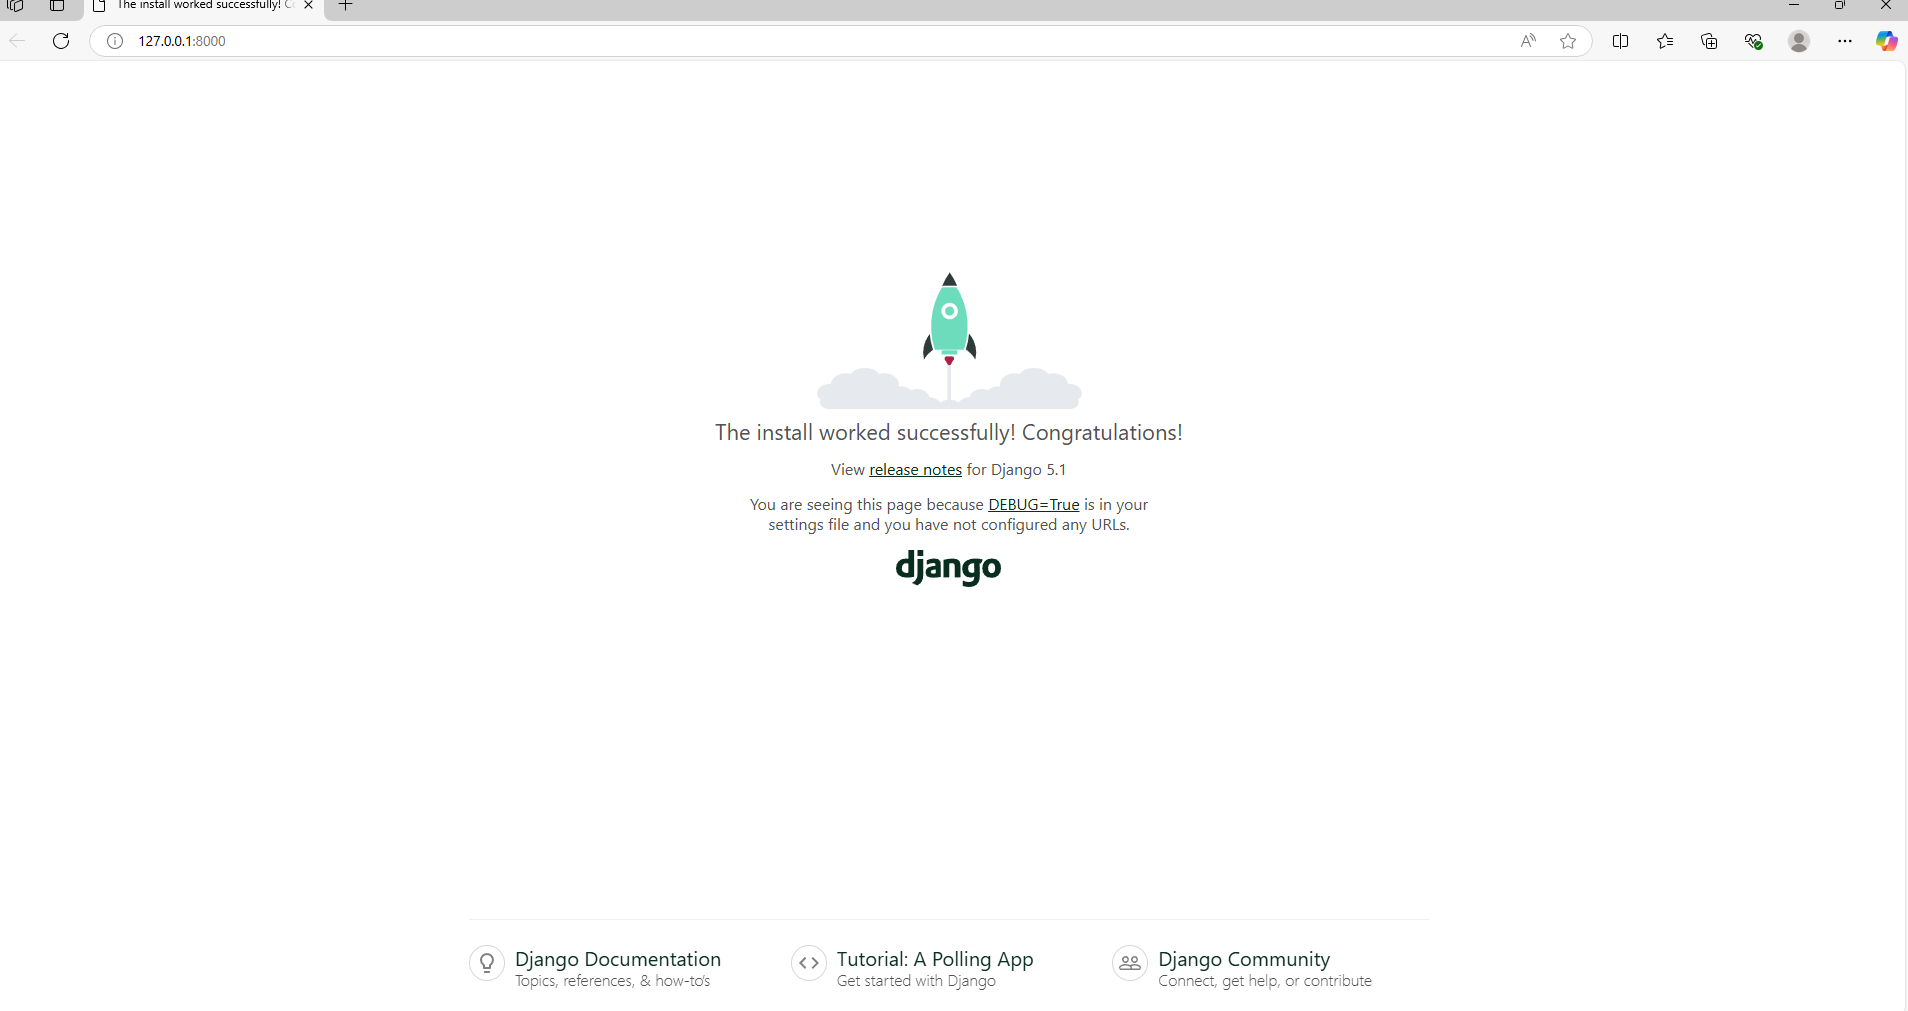 The install worked successfully! C
127.0.0.1:8000
The install worked successfully! Congratulations!
View release notes for Django 5.1
You are seeing this page because DEBUG=True is in your
settings file and you have not configured any URLs.
django
Django Documentation
Topics, references, & how-to's
Tutorial: A Polling App
Get started with Django
Django Community
Connect, get help, or contribute